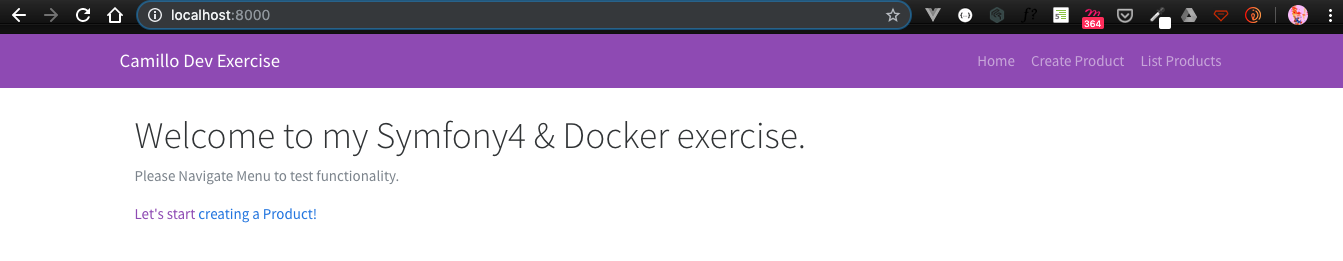 localhost:8000
f?
5
364
Camillo Dev Exercise
Home Create Product List Products
Welcome to my Symfony4 & Docker exercise.
Please Navigate Menu to test functionality.
Let's start creating a Product!